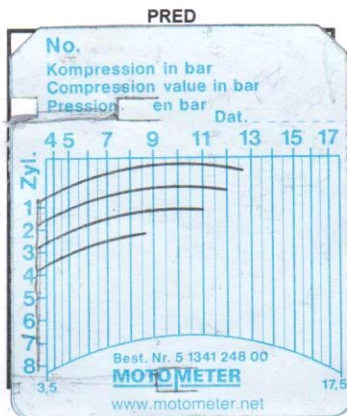 PRED
No.
Kompression in bar
Compression value in bar
Pression en bar
Dat.
4 5 7 9 11 13 15 17
Zyl.
1
2
3
4
5
6
7
8
3,5 17,5
Best. Nr. 5 1341 248 00
MOTOMETER
www.motometer.net